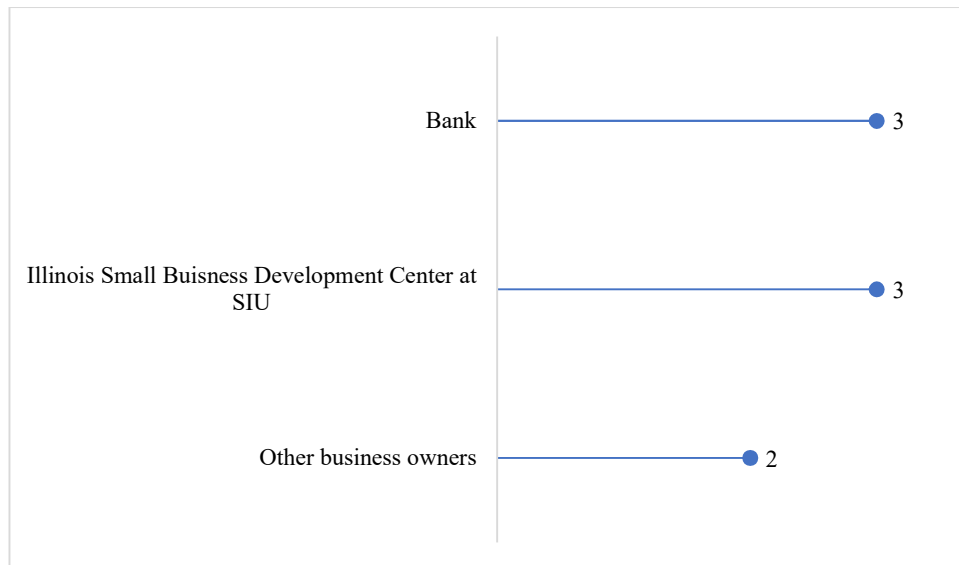 Bank
3
Illinois Small Buisness Development Center at
SIU
3
Other business owners
2